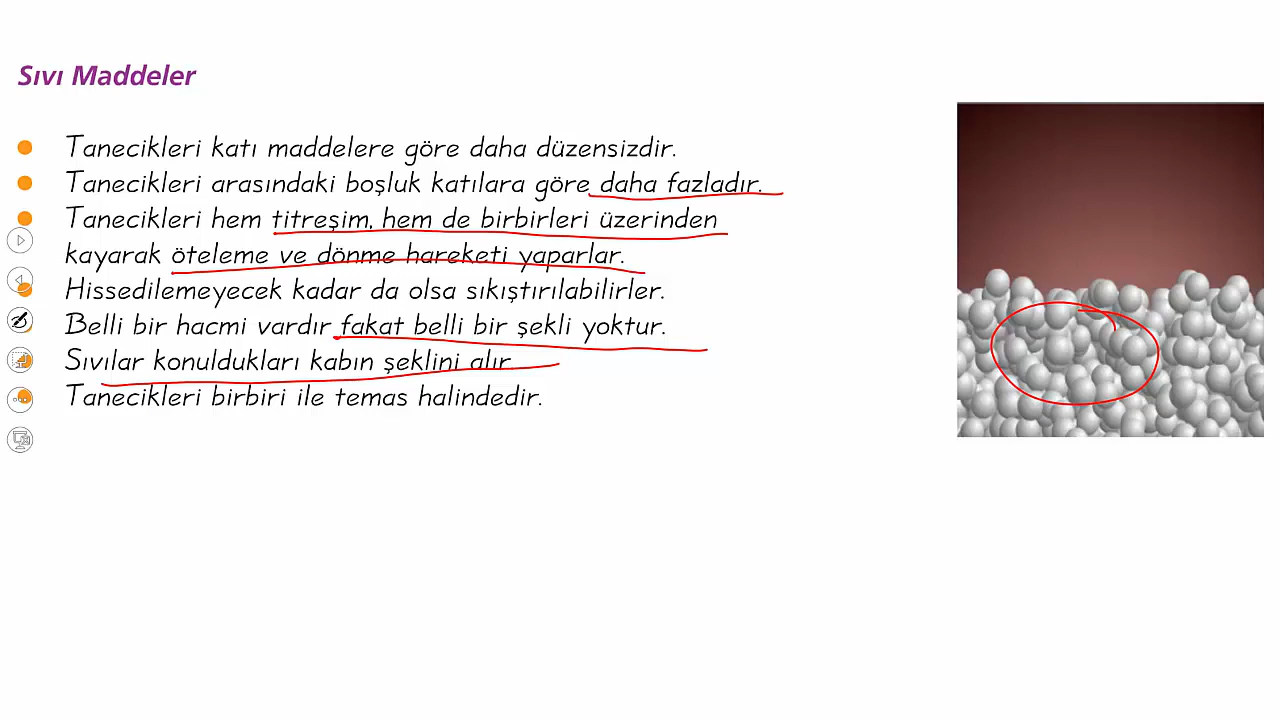 Sıvı Maddeler
Tanecikleri katı maddelere göre daha düzensizdir.
Tanecikleri arasındaki boşluk katılara göre daha fazladır.
Tanecikleri hem titreşim, hem de birbirleri üzerinden
kayarak öteleme ve dönme hareketi yaparlar.
Hissedilemeyecek kadar da olsa sıkıştırılabilirler.
Belli bir hacmi vardır fakat belli bir şekli yoktur.
Sıvılar konuldukları kabın şeklini alır.
Tanecikleri birbiri ile temas halindedir.